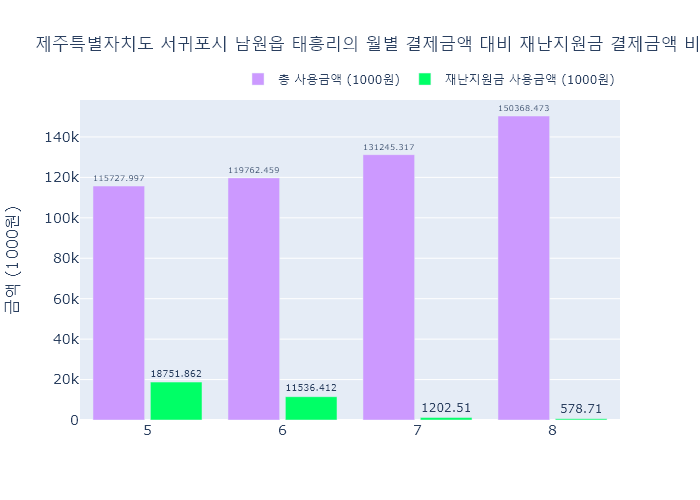 제주특별자치도 서귀포시 남원읍 태흥리의 월별 결제금액 대비 재난지원금 결제금액 비
총 사용금액 (1000원) 재난지원금 사용금액 (1000원)
금액 (1000원)
140k
120k
100k
80k
60k
40k
20k
0
115727.997
18751.862
119762.459
11536.412
131245.317
1202.51
150368.473
578.71
5 6 7 8